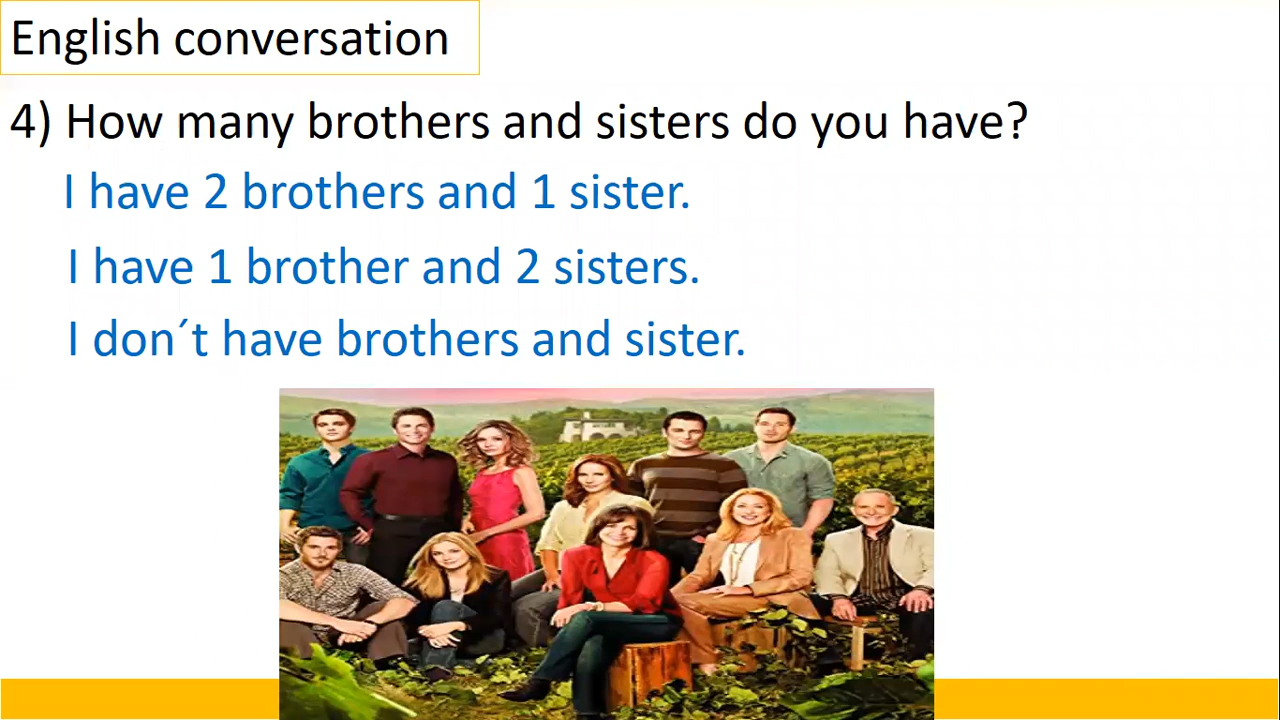 English conversation
4) How many brothers and sisters do you have?
I have 2 brothers and 1 sister.
I have 1 brother and 2 sisters.
I don´t have brothers and sister.